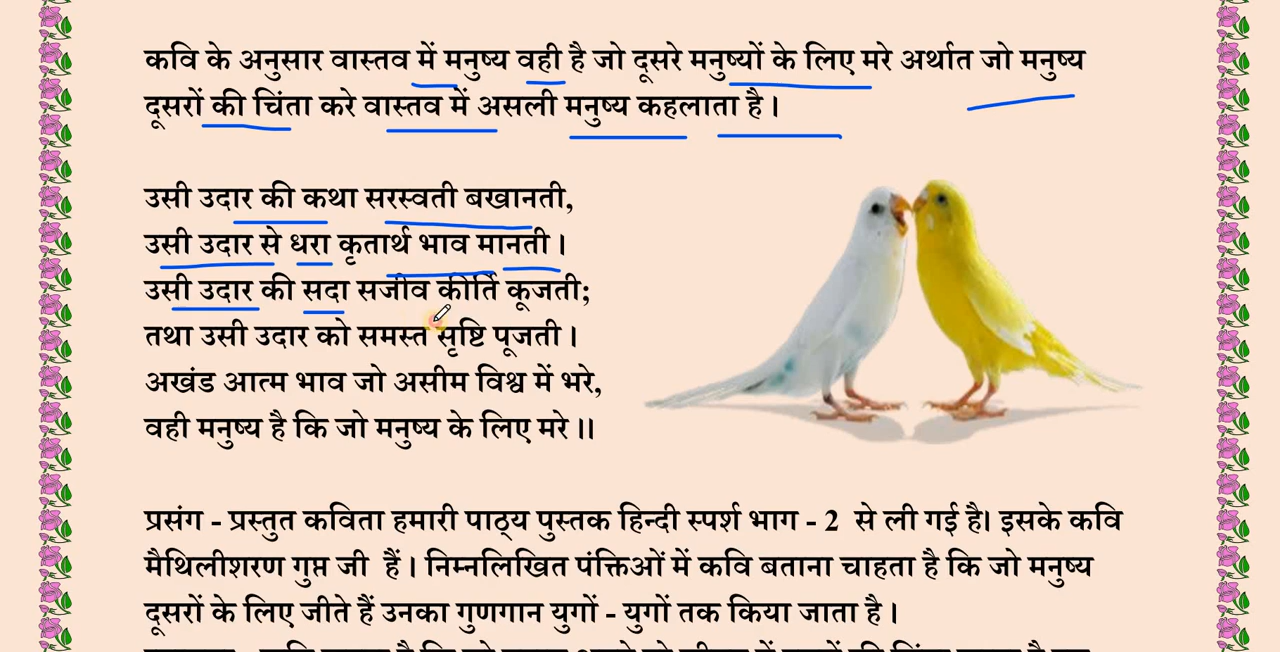 कवि के अनुसार वास्तव में मनुष्य वही है जो दूसरे मनुष्यों के लिए मरे अर्थात जो मनुष्य
दूसरों की चिंता करे वास्तव में असली मनुष्य कहलाता है।
उसी उदार की कथा सरस्वती बखानती,
उसी उदार से धरा कृतार्थ भाव मानती।
उसी उदार की सदा सजीव कीर्ति कूजती;
तथा उसी उदार को समस्त सृष्टि पूजती।
अखंड आत्म भाव जो असीम विश्व में भरे,
वही मनुष्य है कि जो मनुष्य के लिए मरे।।
प्रसंग - प्रस्तुत कविता हमारी पाठ्य पुस्तक हिन्दी स्पर्श भाग - 2 से ली गई है। इसके कवि
मैथिलीशरण गुप्त जी हैं। निम्नलिखित पंक्तिओं में कवि बताना चाहता है कि जो मनुष्य
दूसरों के लिए जीते हैं उनका गुणगान युगों - युगों तक किया जाता है।